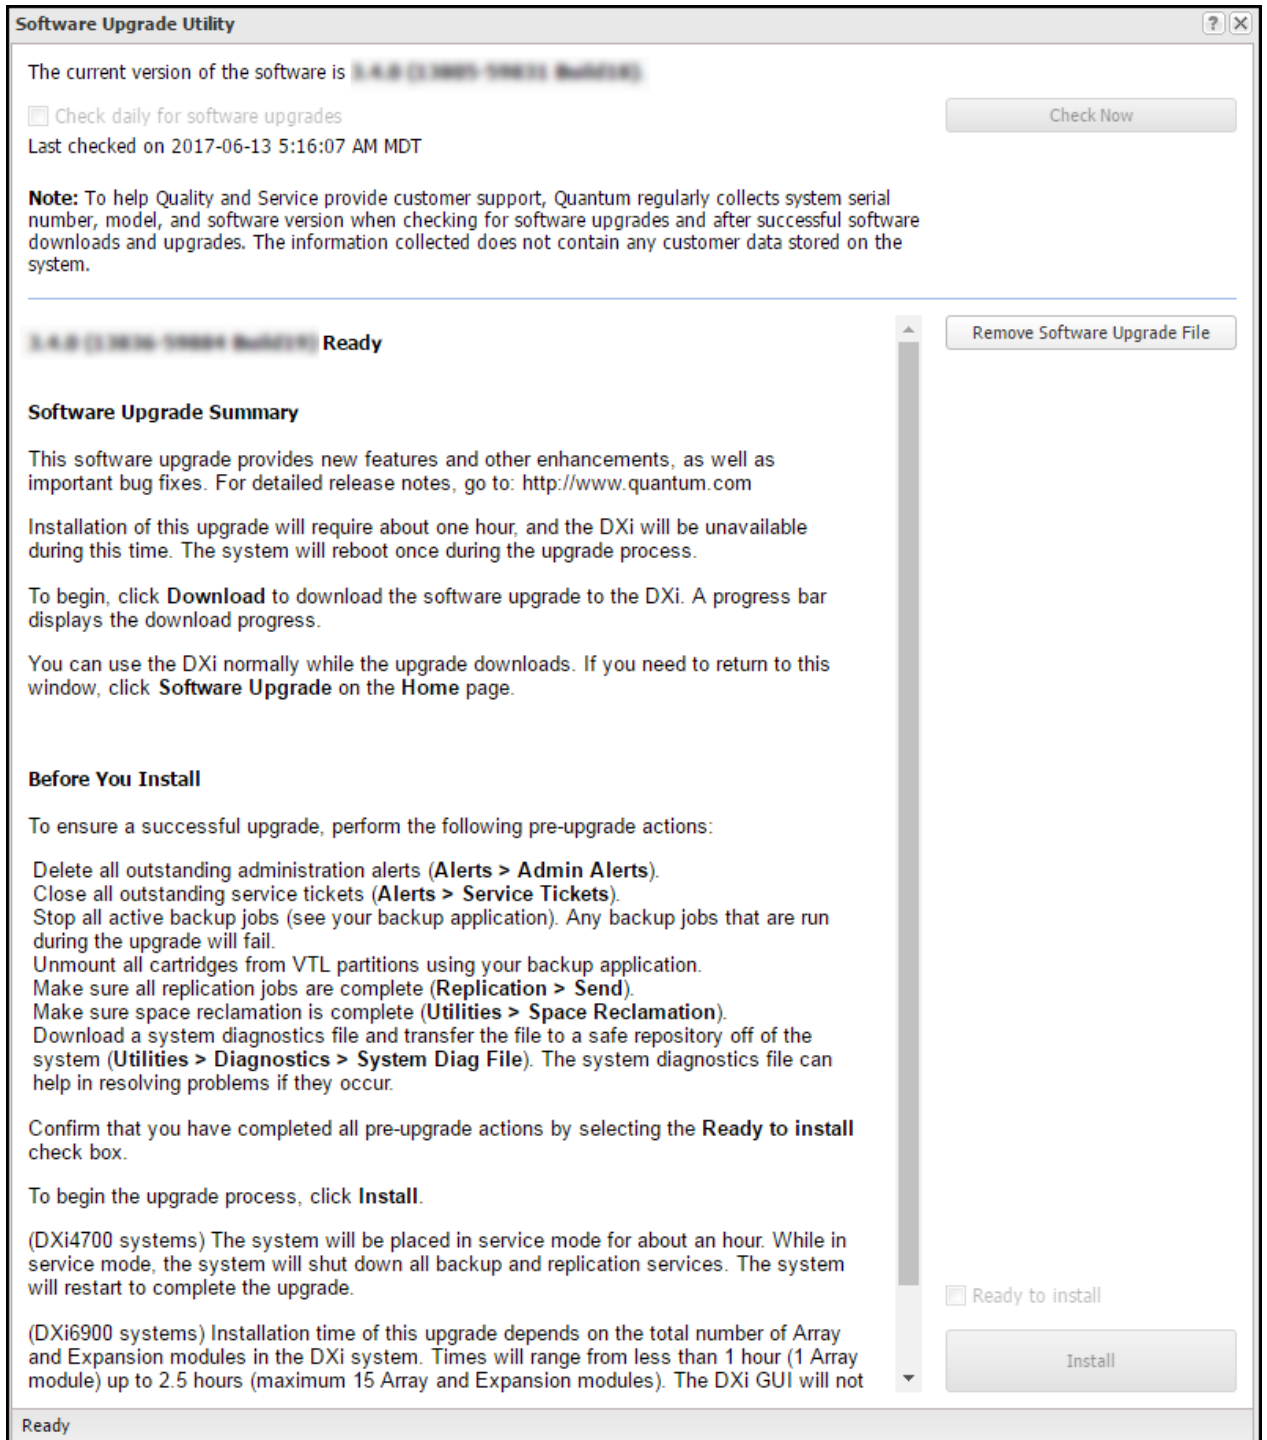 Software Upgrade Utility
?
The current version of the software is
Check daily for software upgrades
Check Now
Last checked on 2017-06-13 5:16:07 AM MDT
Note: To help Quality and Service provide customer support, Quantum regularly collects system serial
number, model, and software version when checking for software upgrades and after successful software
downloads and upgrades. The information collected does not contain any customer data stored on the
system.
Ready
Remove Software Upgrade File
Software Upgrade Summary
This software upgrade provides new features and other enhancements, as well as
important bug fixes. For detailed release notes, go to: http://www.quantum.com
Installation of this upgrade will require about one hour, and the DXi will be unavailable
during this time. The system will reboot once during the upgrade process.
To begin, click Download to download the software upgrade to the DXi. A progress bar
displays the download progress.
You can use the DXi normally while the upgrade downloads. If you need to return to this
window, click Software Upgrade on the Home page.
Before You Install
To ensure a successful upgrade, perform the following pre-upgrade actions:
Delete all outstanding administration alerts (Alerts > Admin Alerts).
Close all outstanding service tickets (Alerts > Service Tickets).
Stop all active backup jobs (see your backup application). Any backup jobs that are run
during the upgrade will fail.
Unmount all cartridges from VTL partitions using your backup application.
Make sure all replication jobs are complete (Replication > Send).
Make sure space reclamation is complete (Utilities > Space Reclamation).
Download a system diagnostics file and transfer the file to a safe repository off of the
system (Utilities > Diagnostics > System Diag File). The system diagnostics file can
help in resolving problems if they occur.
Confirm that you have completed all pre-upgrade actions by selecting the Ready to install
check box.
To begin the upgrade process, click Install.
(DXi4700 systems) The system will be placed in service mode for about an hour. While in
service mode, the system will shut down all backup and replication services. The system
will restart to complete the upgrade.
(DXi6900 systems) Installation time of this upgrade depends on the total number of Array
and Expansion modules in the DXi system. Times will range from less than 1 hour (1 Array
module) up to 2.5 hours (maximum 15 Array and Expansion modules). The DXi GUI will not
Ready to install
Install
Ready